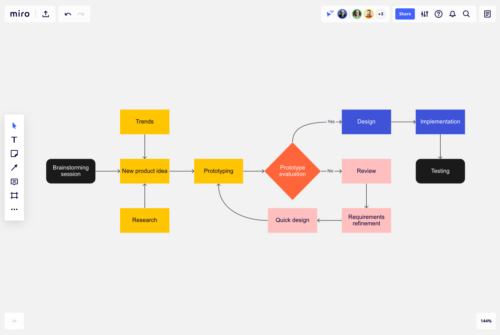 miro
+3
Share
Trends
Yes
Design
Implementation
Brainstorming
session
New product idea
Prototyping
Prototype
evaluation
No
Review
Testing
Research
Quick design
Requirements
refinement
144%